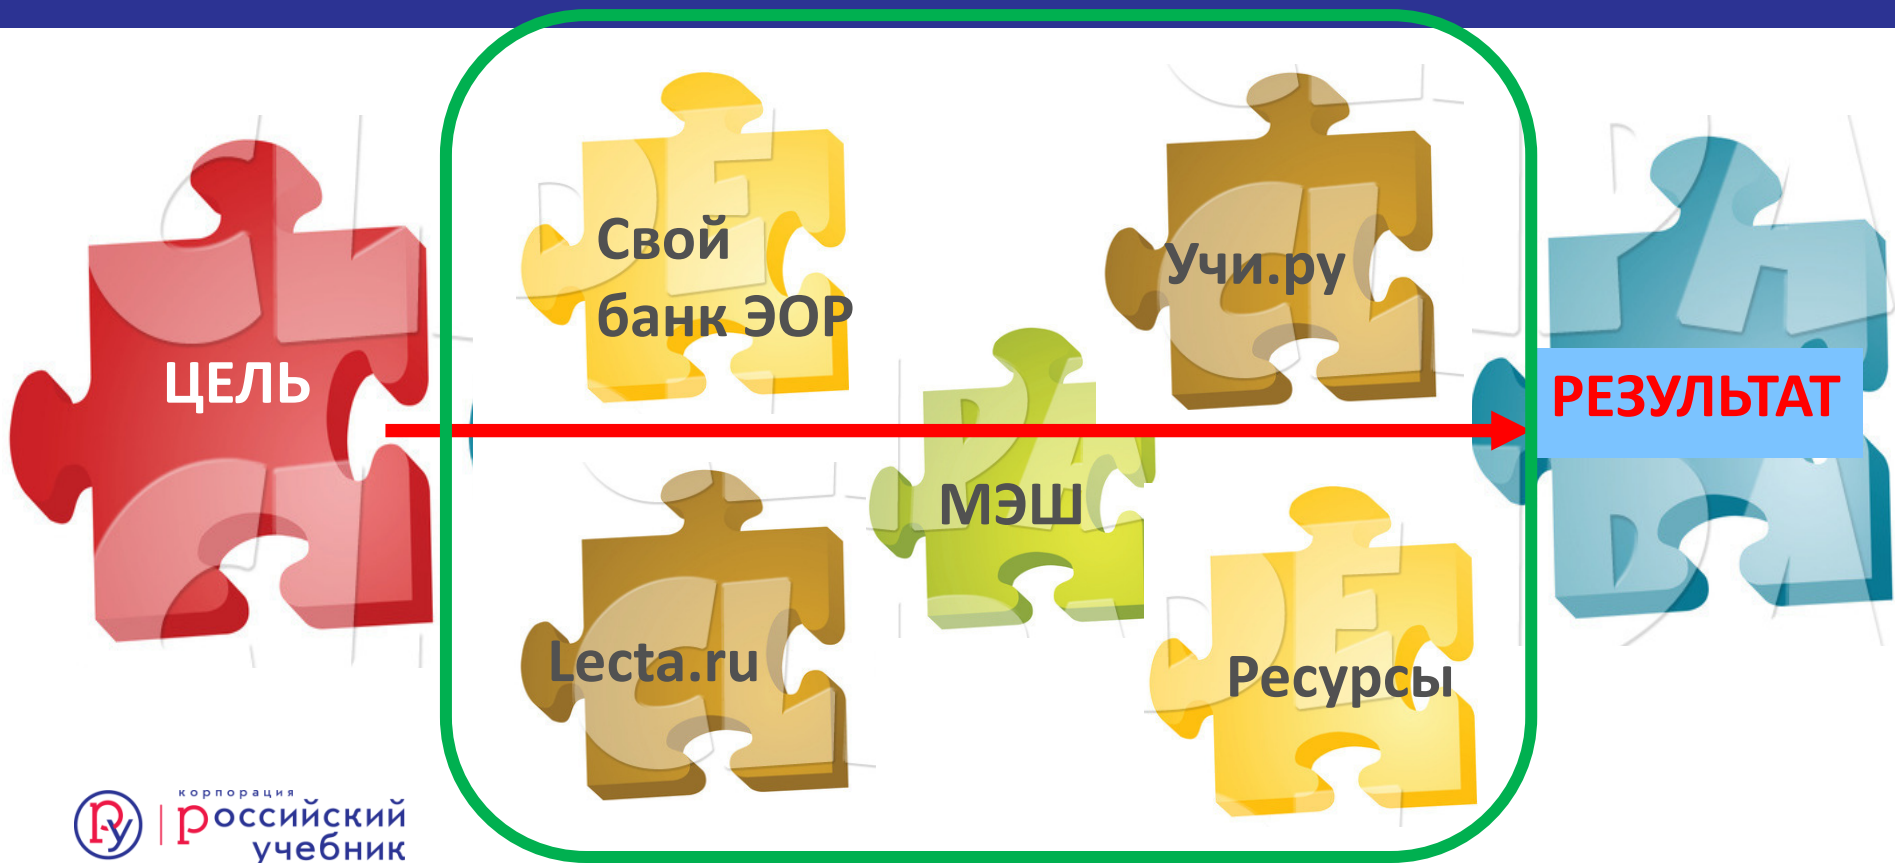 ЦЕЛЬ
Свой
банк ЭОР
Учи.ру
РЕЗУЛЬТАТ
МЭШ
Lecta.ru
Ресурсы
корпорация
российский
учебник